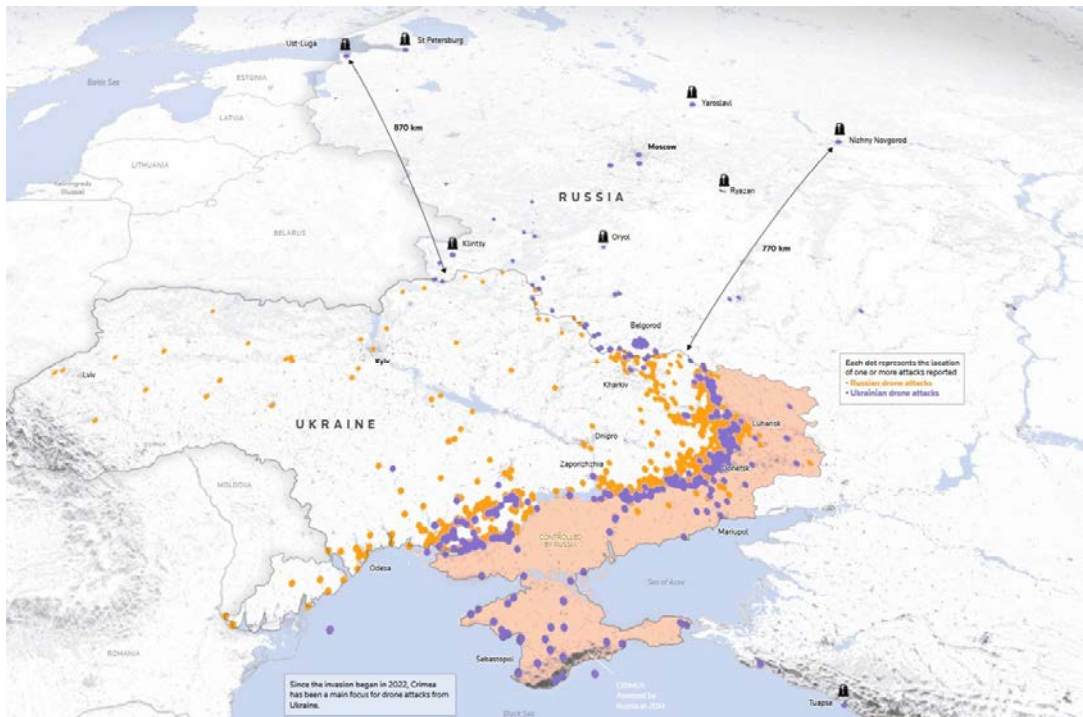 Ust-Luga
St Petersburg
Baltic Sea
ESTONIA
870 km
LATVIA
Yaroslavl
Nizhny Novgorod
Moscow
LITHUANIA
(Russia)
RUSSIA
Ryazan
BELARUS
Klintsy
Oryol
770 km
Belgorod
Kyiv
Lviv
Kharkiv
Each dot represents the location
of one or more attacks reported
• Russian drone attacks
• Ukrainian drone attacks
UKRAINE
Luhansk
Dnipro
Zaporizhzhia
Donetsk
MOLDOVA
CONTROLLED
BY RUSSIA
Mariupol
Odesa
Sea of Azov
ROMANIA
Sebastopol
Since the invasion began in 2022, Crimea
has been a main focus for drone attacks from
Ukraine.
CRIMEA
Annexed by
Russia in 2014
Tuapse
Black Sea